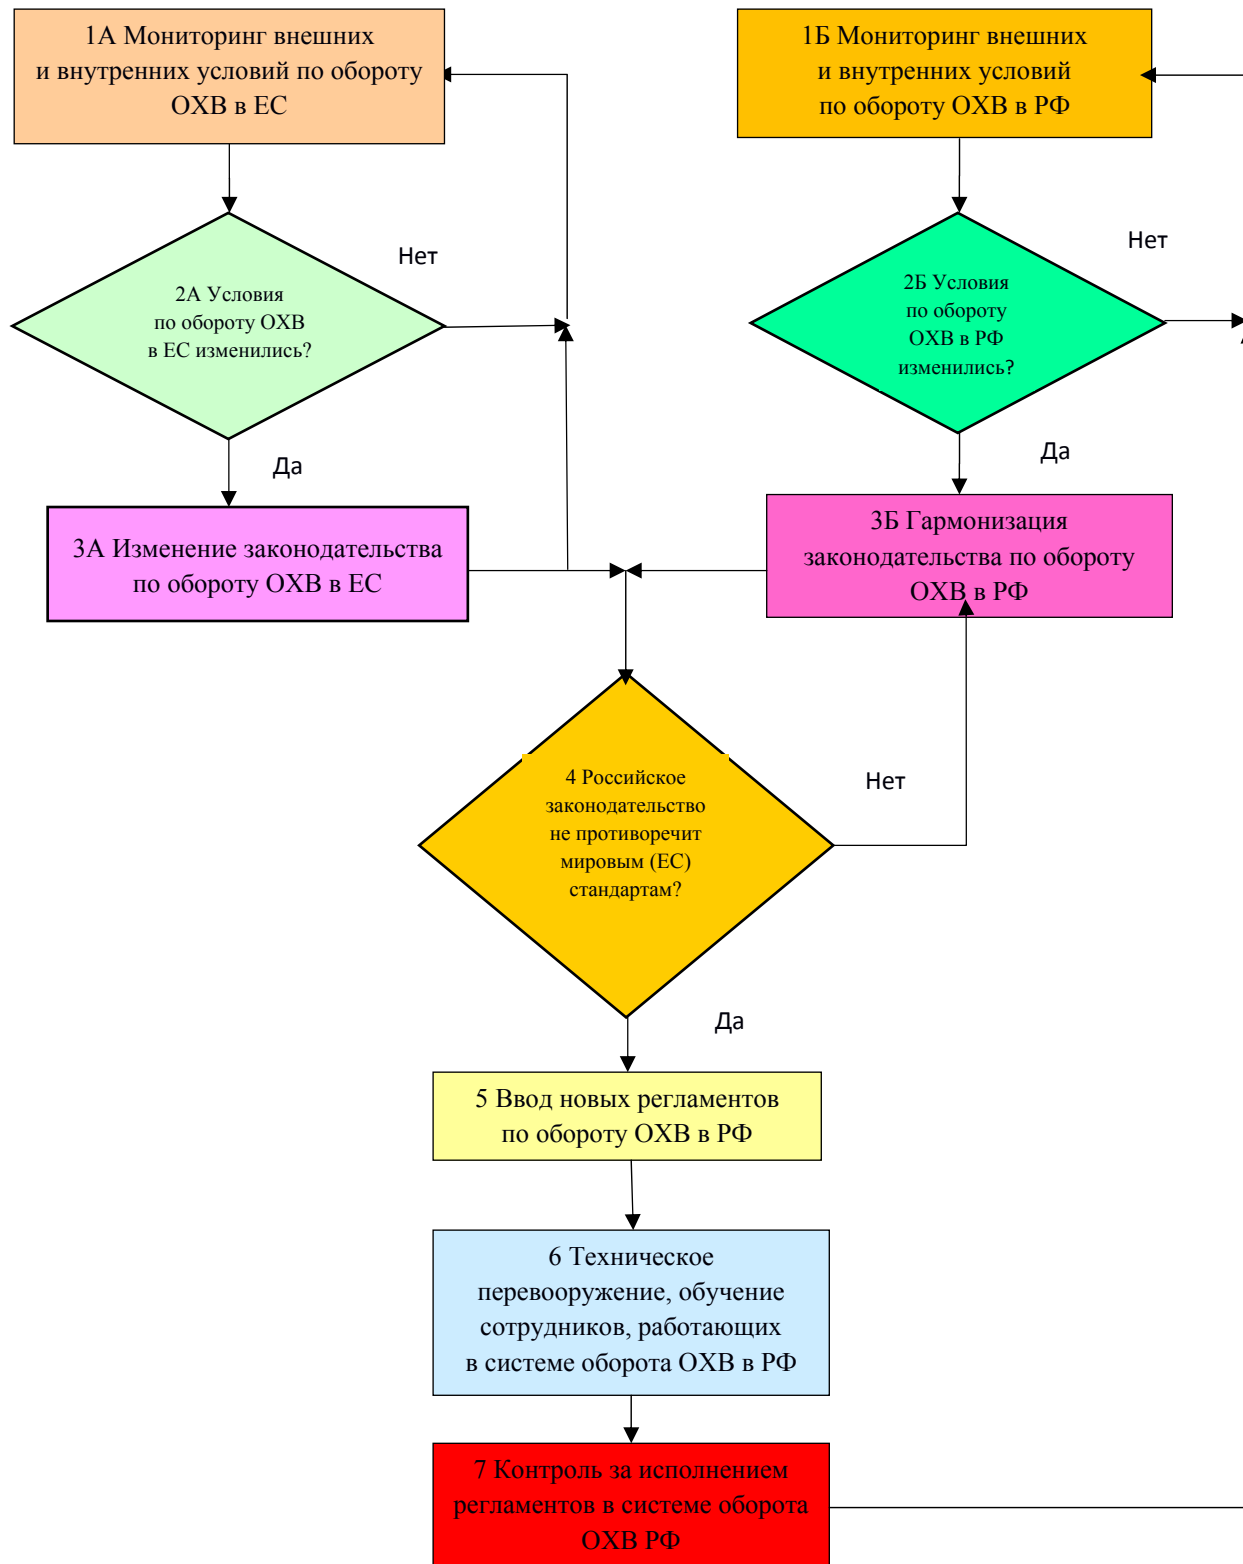 1А Мониторинг внешних
и внутренних условий по обороту
ОХВ в ЕС
1Б Мониторинг внешних
и внутренних условий
по обороту ОХВ в РФ
2А Условия
по обороту ОХВ
в ЕС изменились?
Нет
2Б Условия
по обороту
ОХВ в РФ
изменились?
Нет
Да
Да
3А Изменение законодательства
по обороту ОХВ в ЕС
3Б Гармонизация
законодательства по обороту
ОХВ в РФ
4 Российское
законодательство
не противоречит
мировым (ЕС)
стандартам?
Нет
Да
5 Ввод новых регламентов
по обороту ОХВ в РФ
6 Техническое
перевооружение, обучение
сотрудников, работающих
в системе оборота ОХВ в РФ
7 Контроль за исполнением
регламентов в системе оборота
ОХВ РФ